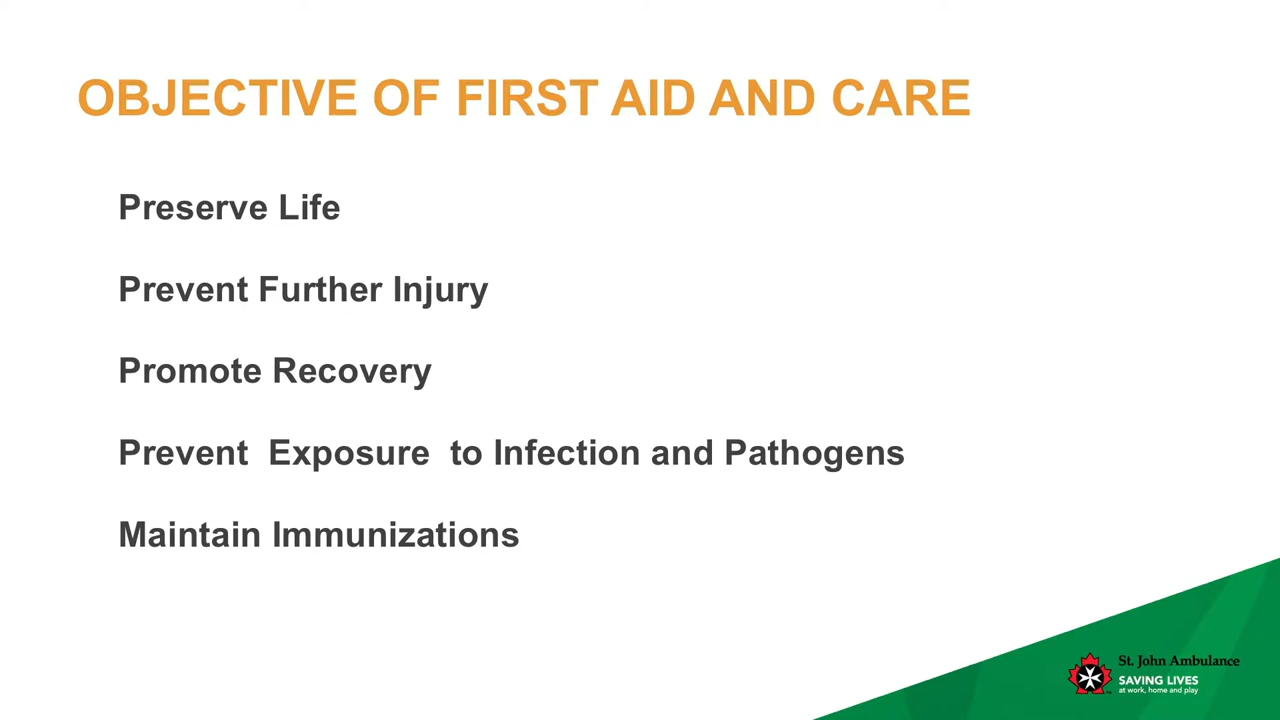 OBJECTIVE OF FIRST AID AND CARE
Preserve Life
Prevent Further Injury
Promote Recovery
Prevent  Exposure  to Infection and Pathogens
Maintain Immunizations
St. John Ambulance
SAVING LIVES
at work, home and play